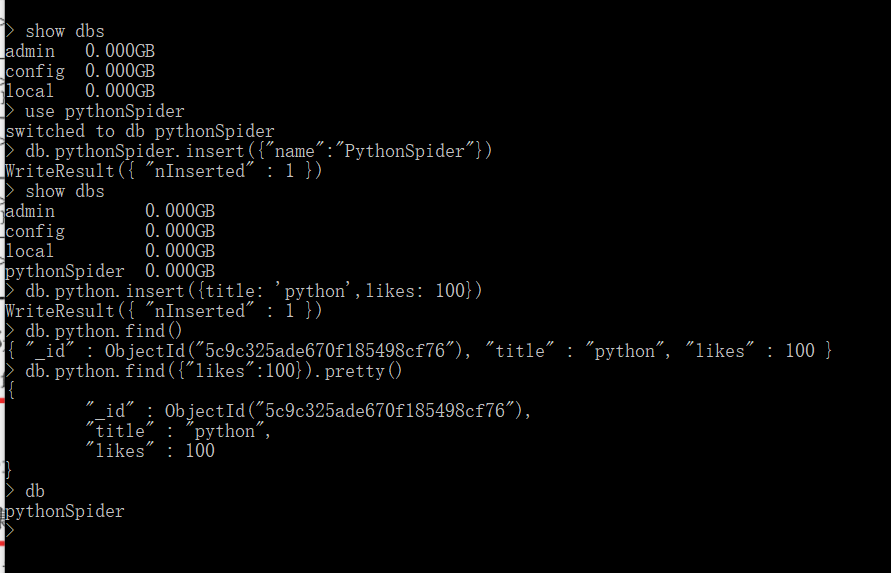 > show dbs
admin   0.000GB
config  0.000GB
local   0.000GB
> use pythonSpider
switched to db pythonSpider
> db.pythonSpider.insert({"name":"PythonSpider"})
WriteResult({ "nInserted" : 1 })
> show dbs
admin         0.000GB
config        0.000GB
local         0.000GB
pythonSpider  0.000GB
> db.python.insert({title: 'python',likes: 100})
WriteResult({ "nInserted" : 1 })
> db.python.find()
{ "_id" : ObjectId("5c9c325ade670f185498cf76"), "title" : "python", "likes" : 100 }
> db.python.find({"likes":100}).pretty()
{
        "_id" : ObjectId("5c9c325ade670f185498cf76"),
        "title" : "python",
        "likes" : 100
}
> db
pythonSpider
>